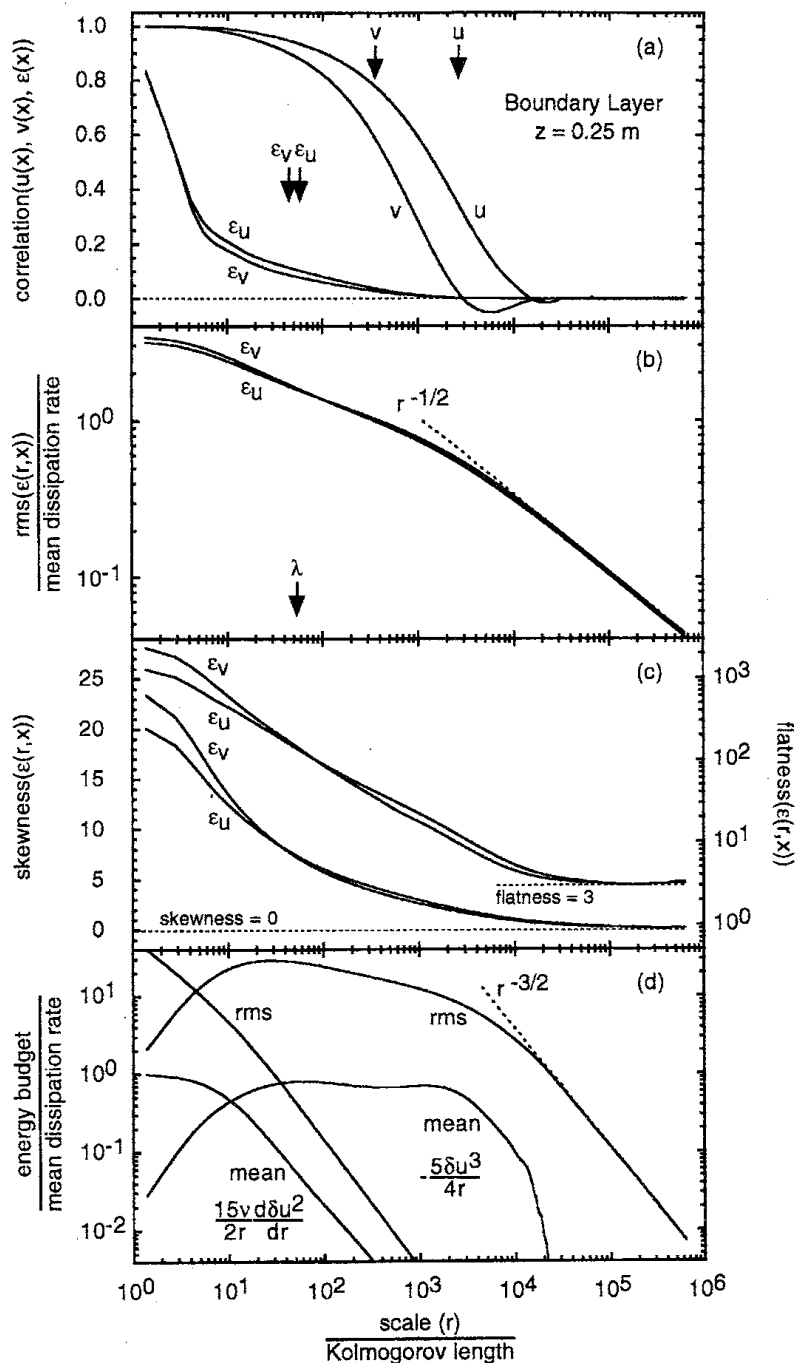 (a)
Boundary Layer
z = 0.25 m
correlation(u(x), v(x), ε(x))
1.0
0.8
0.6
0.4
0.2
0.0
v
u
εv εu
v
u
εu
εv
(b)
rms(ε(r,x))
mean dissipation rate
10^0
10^-1
εv
εu
r^-1/2
λ
(c)
skewness(ε(r,x))
25
20
15
10
5
0
εv
εu
εv
εu
flatness(ε(r,x))
10^3
10^2
10^1
10^0
flatness = 3
skewness = 0
(d)
energy budget
mean dissipation rate
10^1
10^0
10^-1
10^-2
rms
rms
r^-3/2
mean
15ν dδu^2
2r dr
mean
-5δu^3
4r
10^0 10^1 10^2 10^3 10^4 10^5 10^6
scale (r)
Kolmogorov length